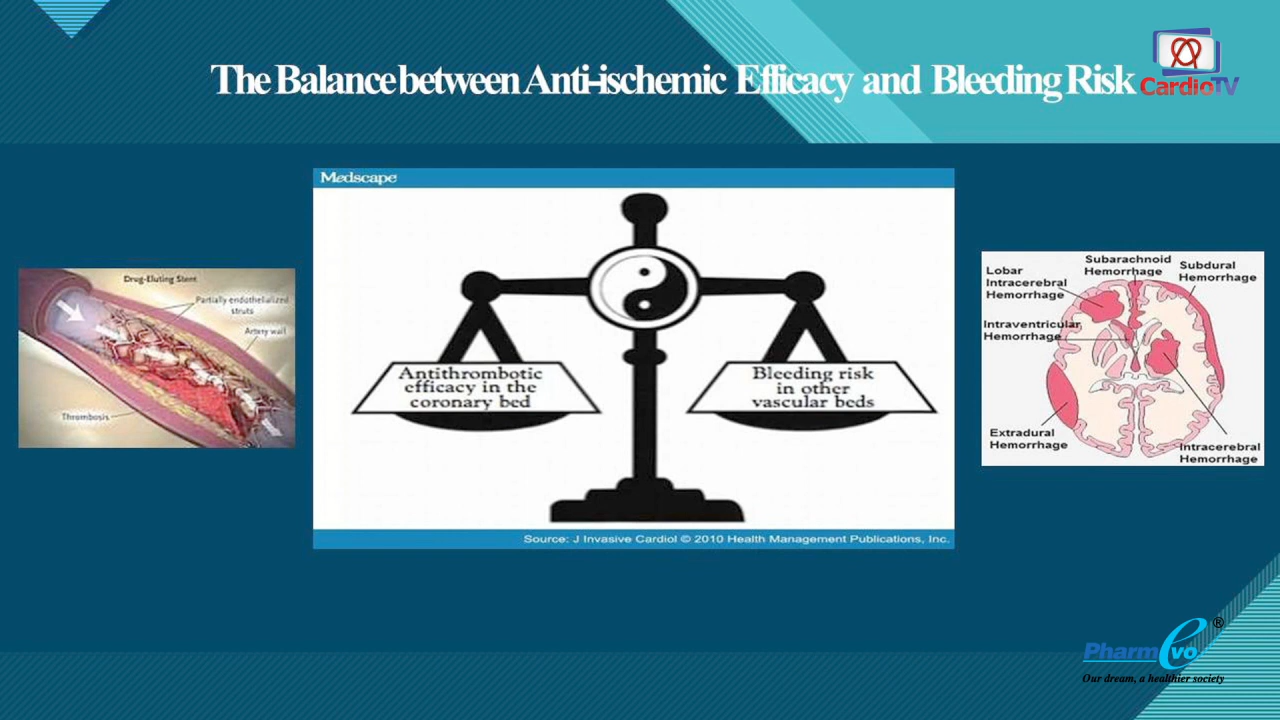 The Balance between Anti-ischemic Efficacy and Bleeding Risk
CardioTV
Medscape
Drug-Eluting Stent
Partially endothelialized
struts
Artery wall
Thrombosis
Antithrombotic
efficacy in the
coronary bed
Bleeding risk
in other
vascular beds
Source: J Invasive Cardiol © 2010 Health Management Publications, Inc.
Subarachnoid
Hemorrhage
Subdural
Hemorrhage
Lobar
Intracerebral
Hemorrhage
Intraventricular
Hemorrhage
Extradural
Hemorrhage
Intracerebral
Hemorrhage
PharmEvo®
Our dream, a healthier society